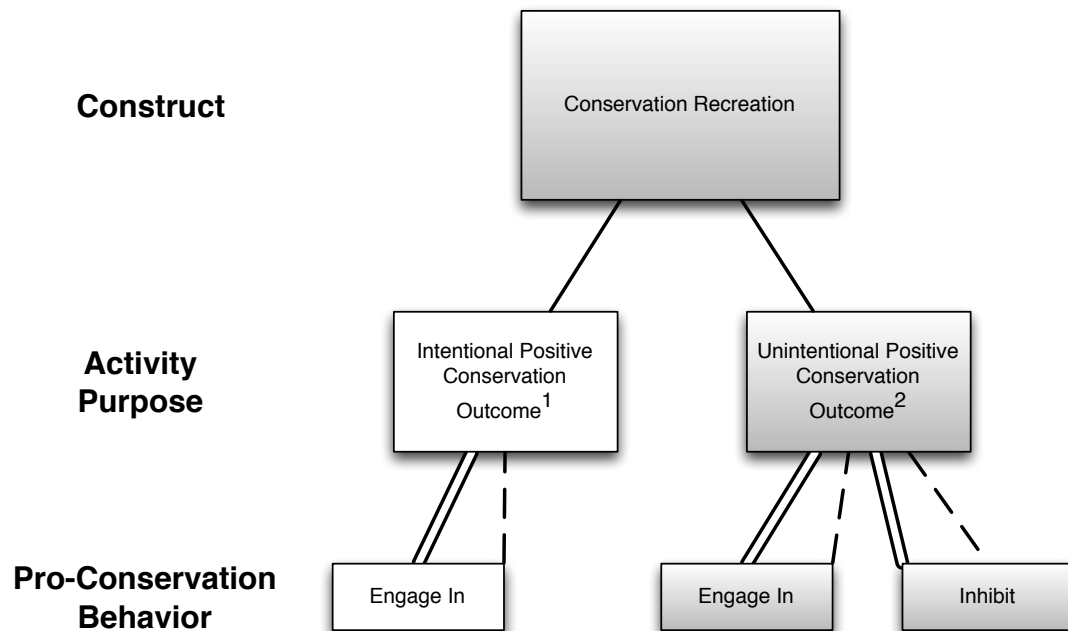 Construct
Conservation Recreation
Activity
Purpose
Intentional Positive
Conservation
Outcome1
Unintentional Positive
Conservation
Outcome2
Pro-Conservation
Behavior
Engage In
Engage In
Inhibit